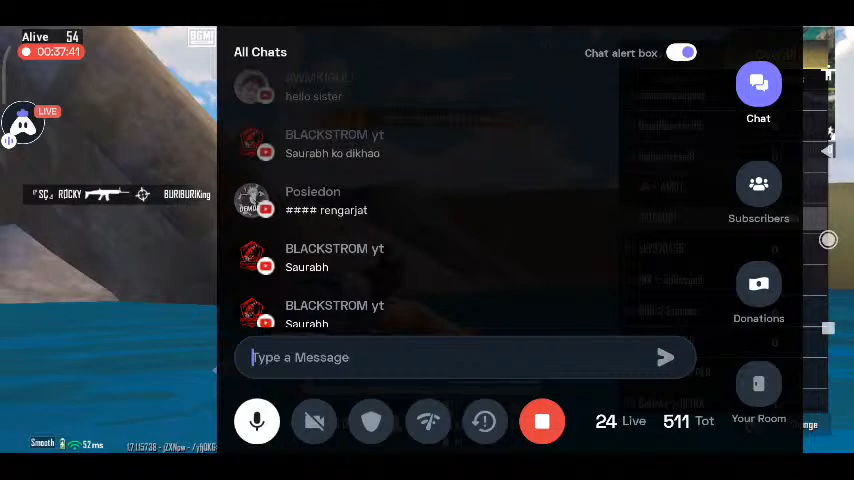 Alive 54
BGMI
00:37:41
LIVE
ROCKY
BURIBURIKing
All Chats
Chat alert box
AWMKIGUU
hello sister
BLACKSTROM yt
Saurabh ko dikhao
Posiedon
#### rengarjat
BLACKSTROM yt
Saurabh
BLACKSTROM yt
Saurabh
Type a Message
24 Live
511 Tot
Chat
Subscribers
Donations
Your Room
Smooth
52ms